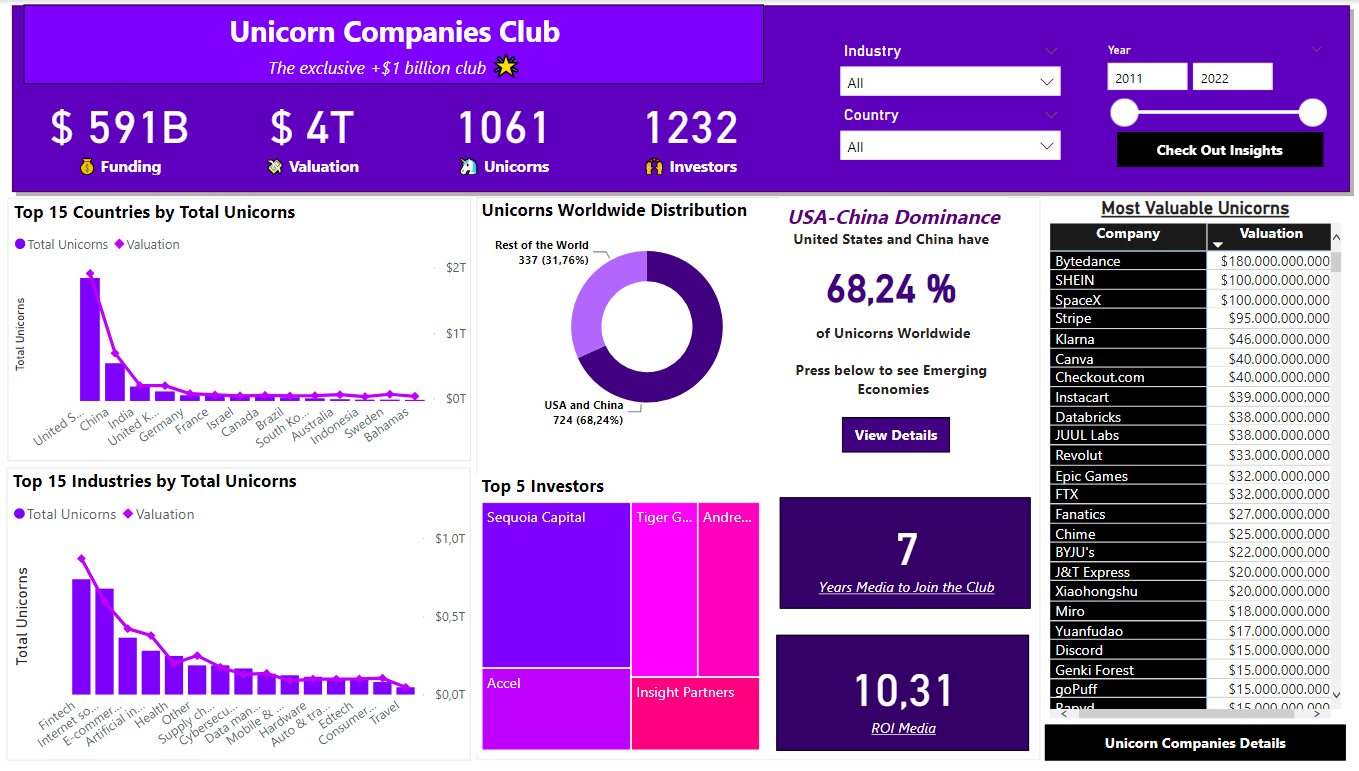 Unicorn Companies Club
The exclusive +$1 billion club
$ 591B
Funding
$ 4T
Valuation
1061
Unicorns
1232
Investors
Industry
All
Country
All
Year
2011
2022
Check Out Insights
Top 15 Countries by Total Unicorns
Total Unicorns
Valuation
Total Unicorns
$2T
$1T
$0T
United S...
China
India
United K...
Germany
France
Israel
Canada
Brazil
South Ko...
Australia
Indonesia
Sweden
Bahamas
Top 15 Industries by Total Unicorns
Total Unicorns
Valuation
Total Unicorns
$1,0T
$0,5T
$0,0T
Fintech
Internet so...
E-commer...
Artificial in...
Health
Other
Supply ch...
Cybersecu...
Data man...
Mobile & ...
Hardware
Auto & tra...
Edtech
Consumer...
Travel
Unicorns Worldwide Distribution
Rest of the World
337 (31,76%)
USA and China
724 (68,24%)
USA-China Dominance
United States and China have
68,24 %
of Unicorns Worldwide
Press below to see Emerging
Economies
View Details
Top 5 Investors
Sequoia Capital
Tiger G...
Andre...
Accel
Insight Partners
7
Years Media to Join the Club
10,31
ROI Media
Most Valuable Unicorns
Company Valuation
Bytedance $180.000.000.000
SHEIN $100.000.000.000
SpaceX $100.000.000.000
Stripe $95.000.000.000
Klarna $46.000.000.000
Canva $40.000.000.000
Checkout.com $40.000.000.000
Instacart $39.000.000.000
Databricks $38.000.000.000
JUUL Labs $38.000.000.000
Revolut $33.000.000.000
Epic Games $32.000.000.000
FTX $32.000.000.000
Fanatics $27.000.000.000
Chime $25.000.000.000
BYJU's $22.000.000.000
J&T Express $20.000.000.000
Xiaohongshu $20.000.000.000
Miro $18.000.000.000
Yuanfudao $17.000.000.000
Discord $15.000.000.000
Genki Forest $15.000.000.000
goPuff $15.000.000.000
Rapyd $15.000.000.000
Unicorn Companies Details